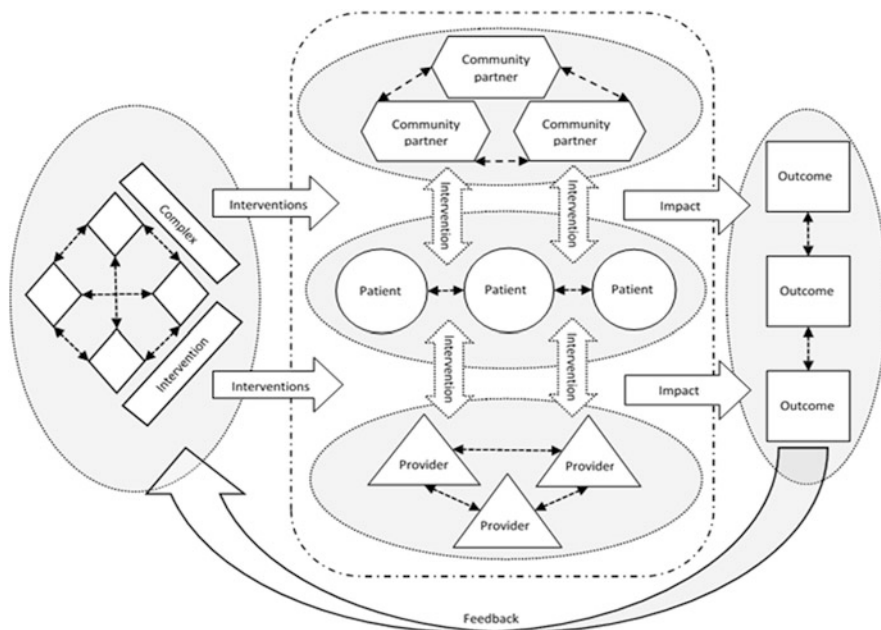 Community
partner
Community
partner
Community
partner
Complex
Intervention
Interventions
Interventions
Intervention
Intervention
Patient
Patient
Patient
Intervention
Intervention
Provider
Provider
Provider
Impact
Impact
Outcome
Outcome
Outcome
Feedback